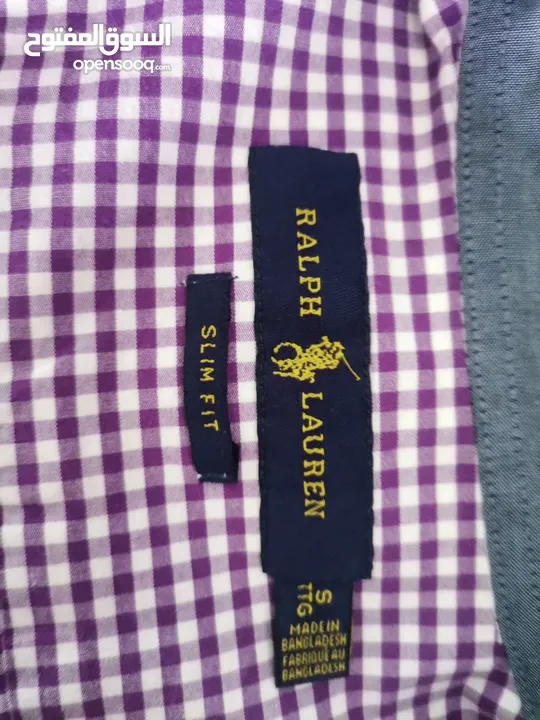 السوق المفتوح
opensooq.com
RALPH LAUREN
SLIM FIT
S
TTG
MADE IN
BANGLADESH
FABRIQUÉ AU
BANGLADESH